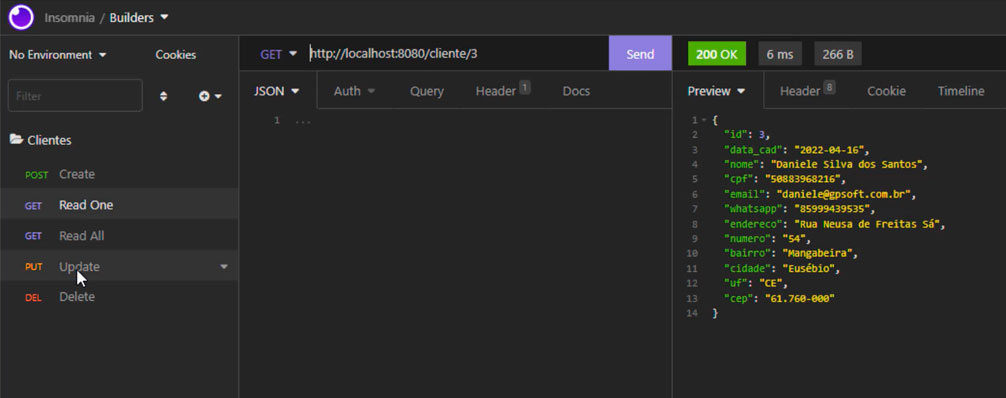 Insomnia / Builders
No Environment
Cookies
GET
http://localhost:8080/cliente/3
Send
200 OK
6 ms
266 B
Filter
JSON
Auth
Query
Header 1
Docs
Preview
Header 8
Cookie
Timeline
Clientes
POST Create
GET Read One
GET Read All
PUT Update
DEL Delete
1 ...
1 {
2 "id": 3,
3 "data_cad": "2022-04-16",
4 "nome": "Daniele Silva dos Santos",
5 "cpf": "50883968216",
6 "email": "daniele@gpsoft.com.br",
7 "whatsapp": "85999439535",
8 "endereco": "Rua Neusa de Freitas Sá",
9 "numero": "54",
10 "bairro": "Mangabeira",
11 "cidade": "Eusébio",
12 "uf": "CE",
13 "cep": "61.760-000"
14 }